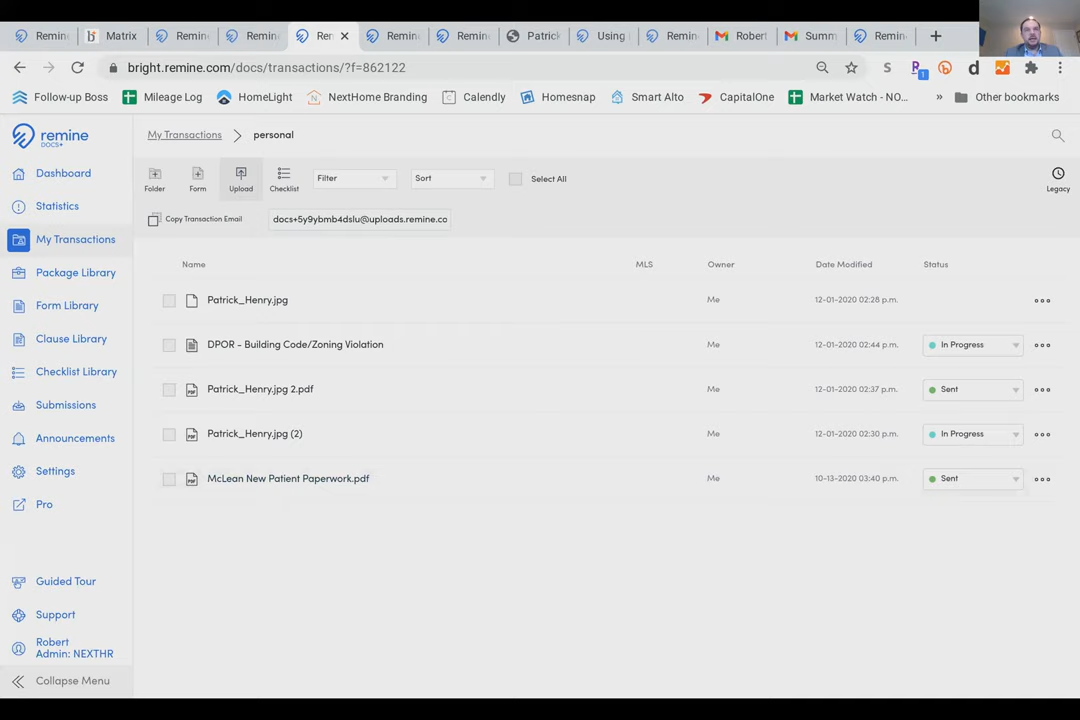 Remine
Matrix
Remine
Remine
Ren
Remine
Remine
Patrick
Using
Remine
Robert
Summ
Remine
bright.remine.com/docs/transactions/?f=862122
S
R
1
d
Follow-up Boss
Mileage Log
HomeLight
NextHome Branding
Calendly
Homesnap
Smart Alto
CapitalOne
Market Watch - NO...
»
Other bookmarks
remine
DOCS+
My Transactions
personal
Dashboard
Statistics
My Transactions
Package Library
Form Library
Clause Library
Checklist Library
Submissions
Announcements
Settings
Pro
Guided Tour
Support
Robert
Admin: NEXTHR
Collapse Menu
Folder
Form
Upload
Checklist
Filter
Sort
Select All
Legacy
Copy Transaction Email
docs+5y9ybmb4dslu@uploads.remine.co
Name MLS Owner Date Modified Status
Patrick_Henry.jpg Me 12-01-2020 02:28 p.m.
DPOR - Building Code/Zoning Violation Me 12-01-2020 02:44 p.m. In Progress
PDF Patrick_Henry.jpg 2.pdf Me 12-01-2020 02:37 p.m. Sent
PDF Patrick_Henry.jpg (2) Me 12-01-2020 02:30 p.m. In Progress
PDF McLean New Patient Paperwork.pdf Me 10-13-2020 03:40 p.m. Sent